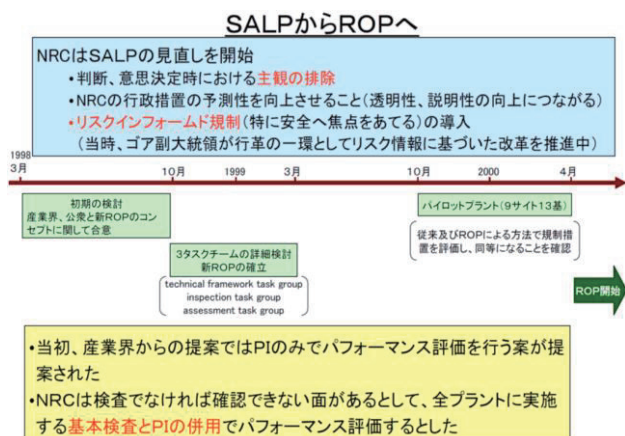 SALPからROPへ
NRCはSALPの見直しを開始
•判断、意思決定時における主観の排除
•NRCの行政措置の予測性を向上させること(透明性、説明性の向上につながる)
•リスクインフォームド規制(特に安全へ焦点をあてる)の導入
(当時、ゴア副大統領が行革の一環としてリスク情報に基づいた改革を推進中)
1998
3月
10月
1999
3月
10月
2000
4月
初期の検討
産業界、公衆と新ROPのコン
セプトに関して合意
パイロットプラント(9サイト13基)
従来及びROPによる方法で規制措
置を評価し、同等になることを確認
3タスクチームの詳細検討
新ROPの確立
technical framework task group
inspection task group
assessment task group
ROP開始
•当初、産業界からの提案ではPIのみでパフォーマンス評価を行う案が提
案された
•NRCは検査でなければ確認できない面があるとして、全プラントに実施
する基本検査とPIの併用でパフォーマンス評価するとした